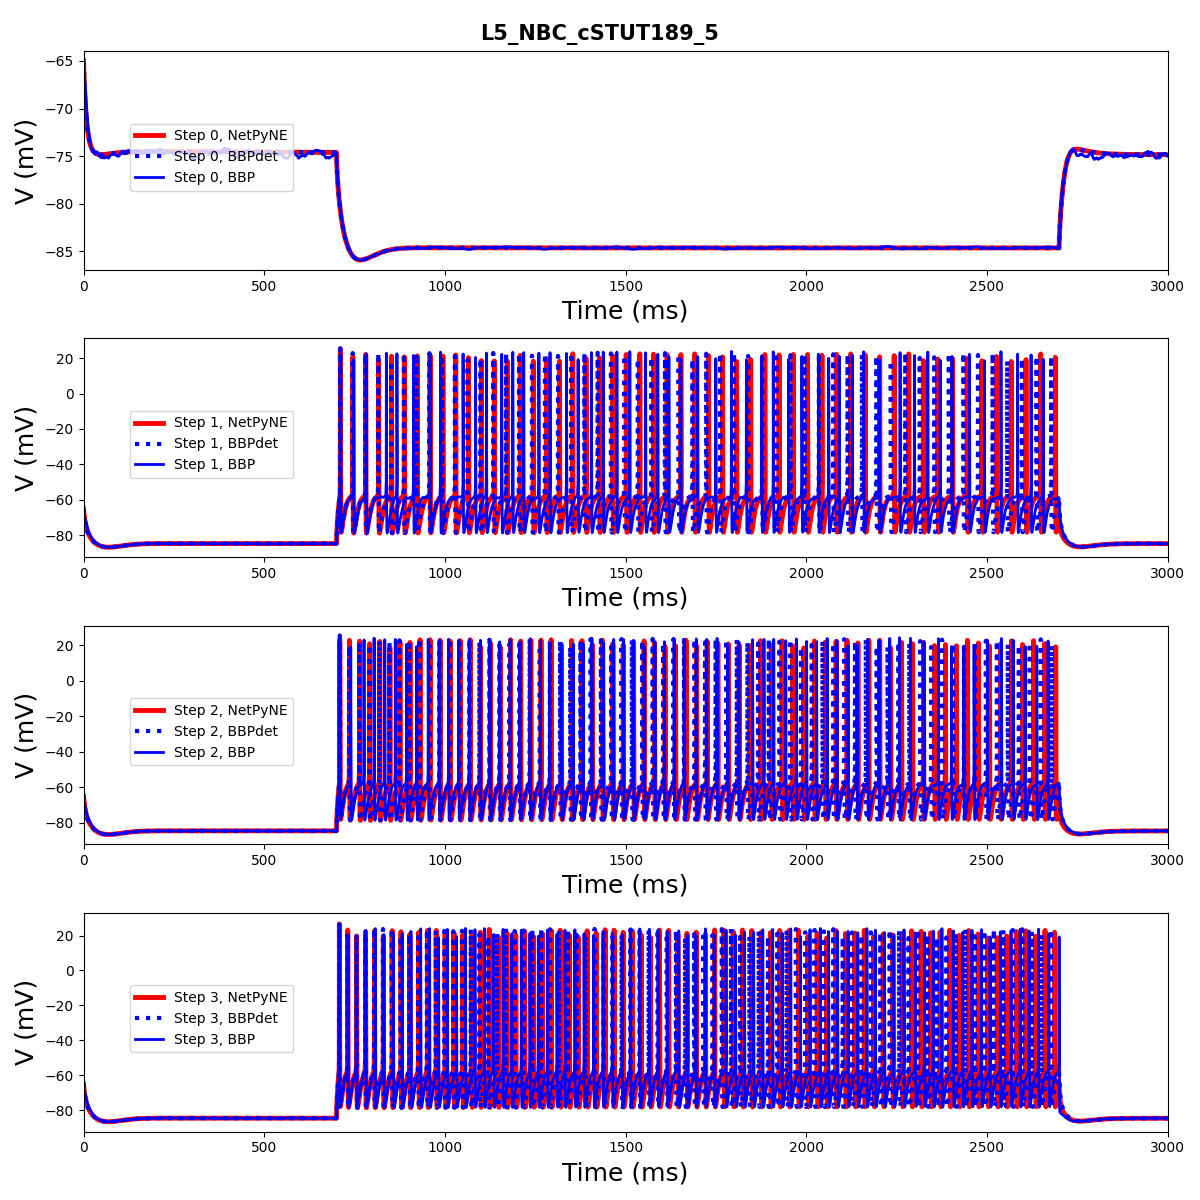 L5_NBC_cSTUT189_5
−65
−70
−75
−80
−85
V (mV)
Step 0, NetPyNE
Step 0, BBPdet
Step 0, BBP
0 500 1000 1500 2000 2500 3000
Time (ms)
20
0
−20
−40
−60
−80
V (mV)
Step 1, NetPyNE
Step 1, BBPdet
Step 1, BBP
0 500 1000 1500 2000 2500 3000
Time (ms)
20
0
−20
−40
−60
−80
V (mV)
Step 2, NetPyNE
Step 2, BBPdet
Step 2, BBP
0 500 1000 1500 2000 2500 3000
Time (ms)
20
0
−20
−40
−60
−80
V (mV)
Step 3, NetPyNE
Step 3, BBPdet
Step 3, BBP
0 500 1000 1500 2000 2500 3000
Time (ms)